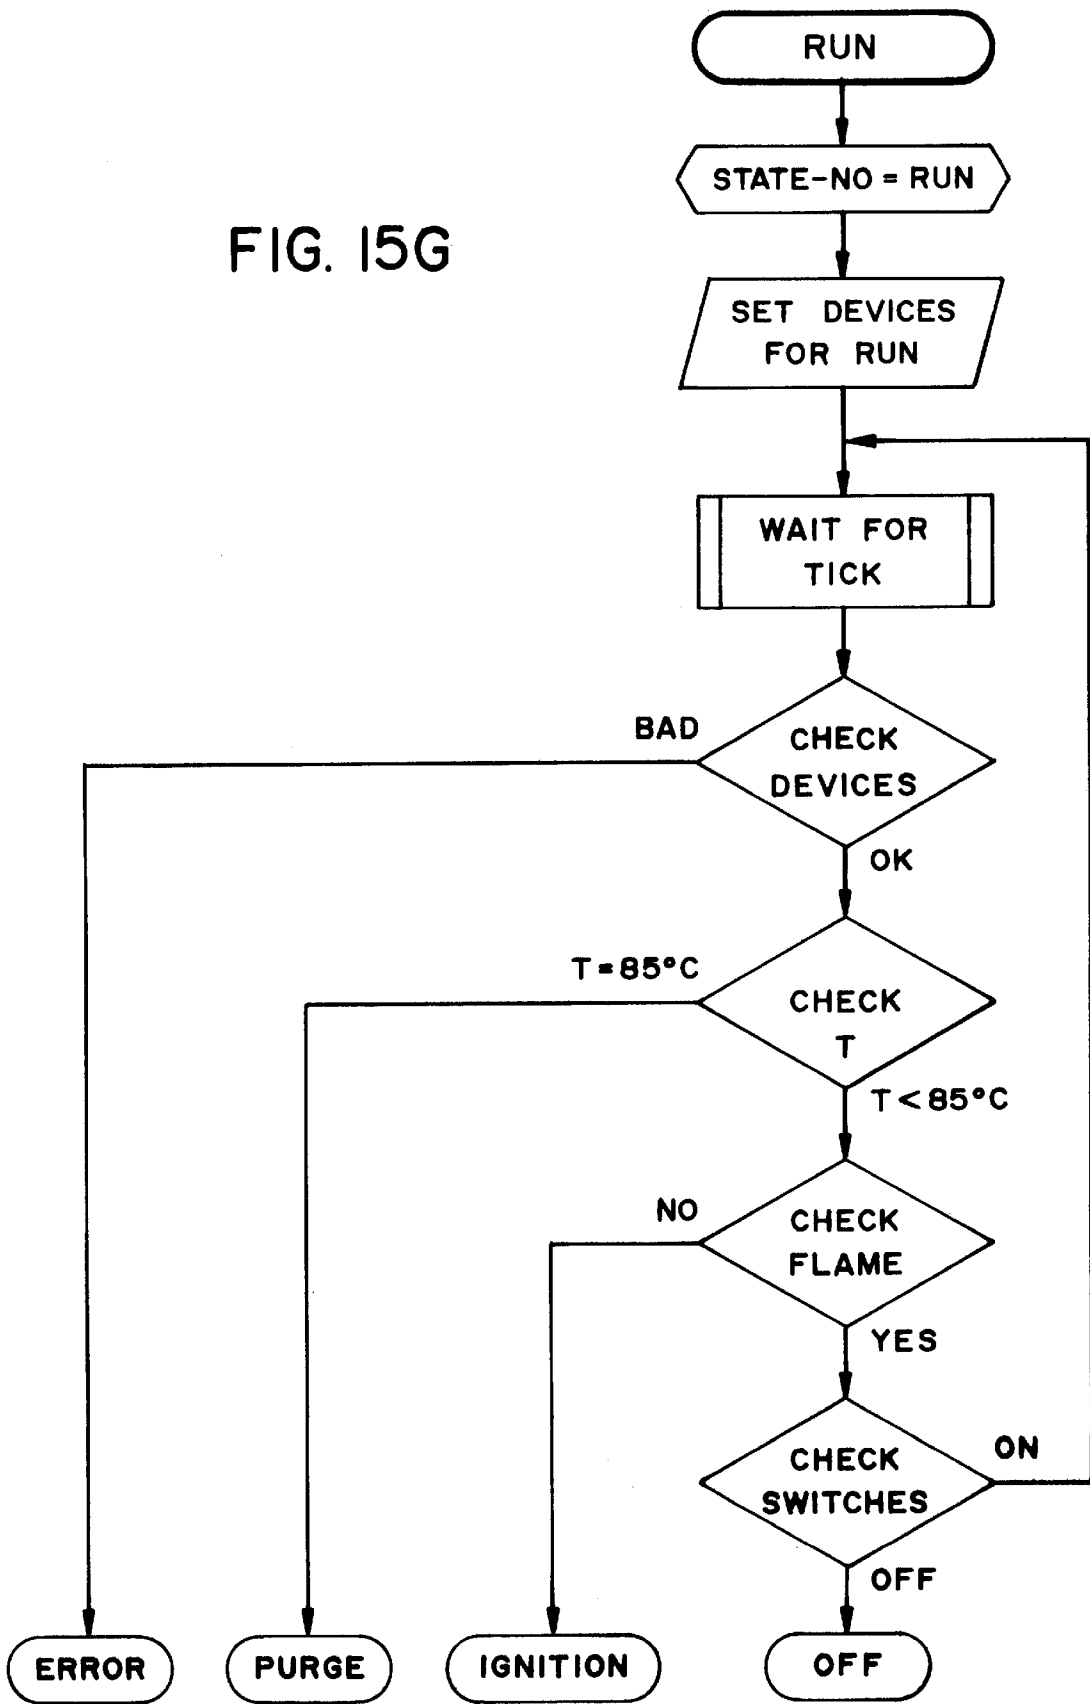 RUN
STATE-NO = RUN
FIG. 15G
SET DEVICES
FOR RUN
WAIT FOR
TICK
BAD
CHECK
DEVICES
OK
T=85°C
CHECK
T
T<85°C
NO
CHECK
FLAME
YES
CHECK
SWITCHES
ON
OFF
ERROR
PURGE
IGNITION
OFF